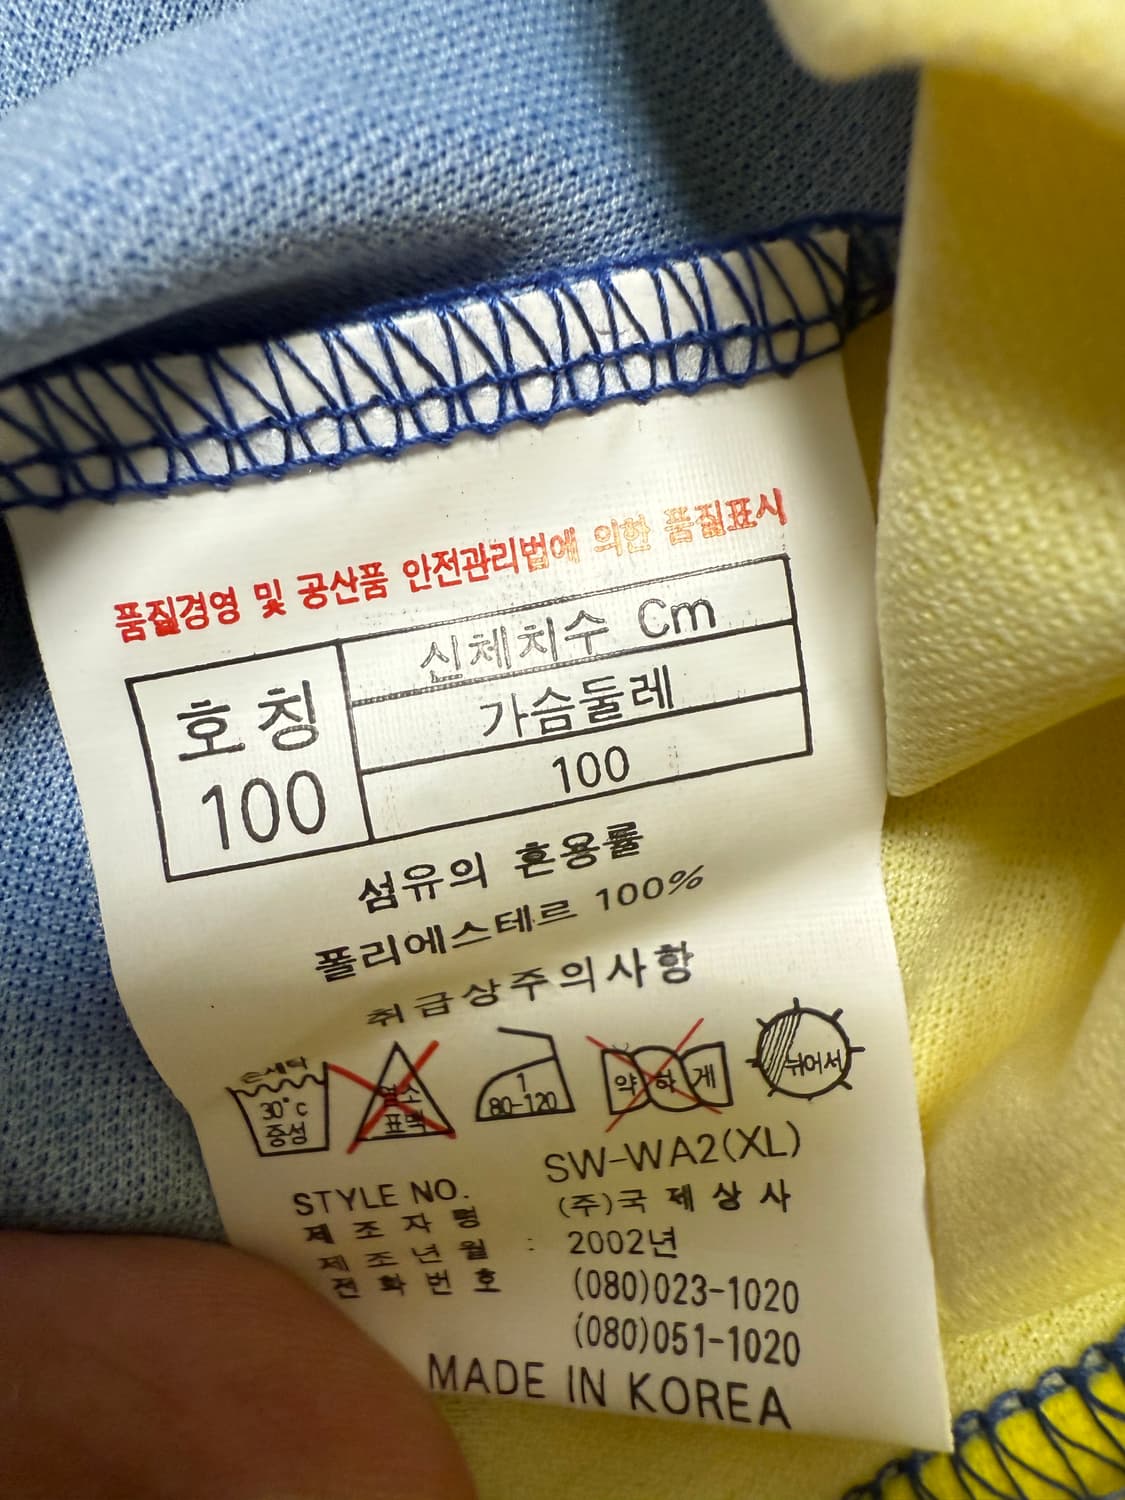 품질경영 및 공산품 안전관리법에 의한 품질표시
호칭
100
신체치수 Cm
가슴둘레
100
섬유의 혼용률
폴리에스테르 100%
취급상주의사항
손세탁
30°C
중성
염소
표백
1
80-120
약하게
뉘어서
STYLE NO. SW-WA2(XL)
제조자명 (주)국제상사
제조년월 : 2002년
전화번호 (080)023-1020
(080)051-1020
MADE IN KOREA